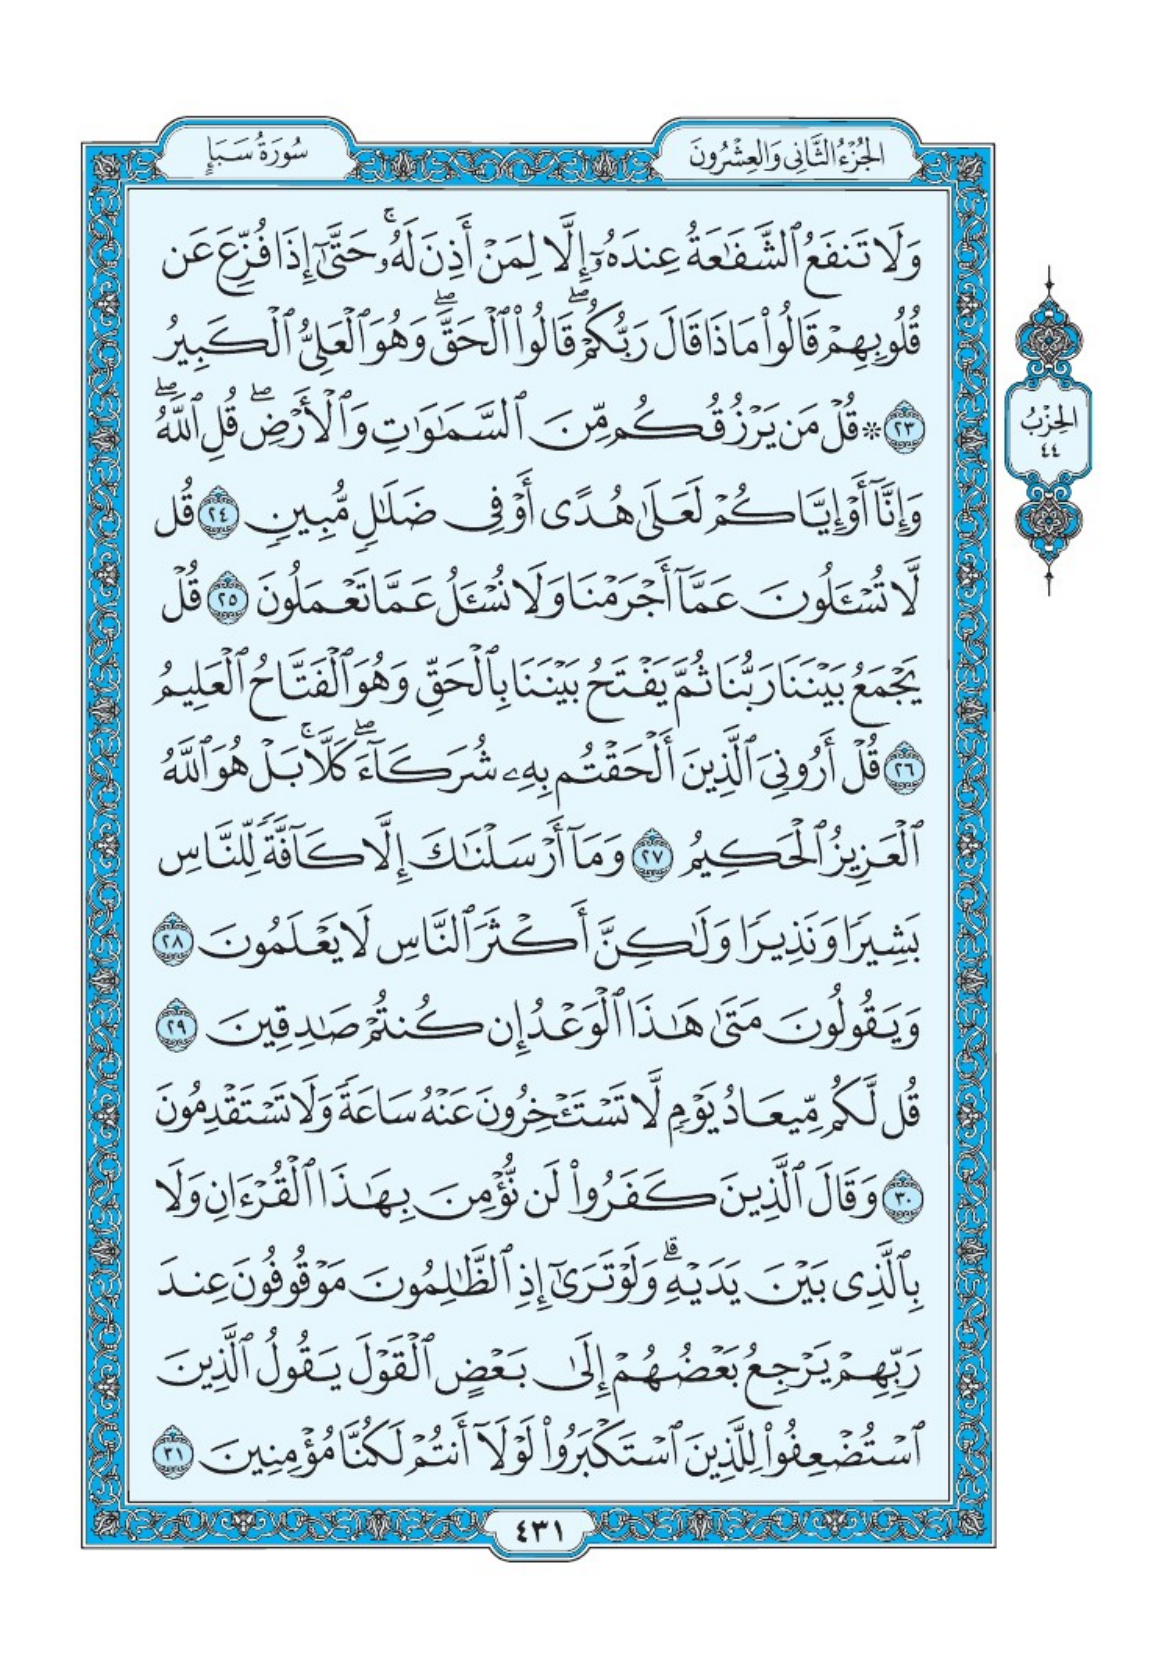 الجُزْءُ الثَّانِي وَالعِشْرُونَ
سُورَةُ سَبَإٍ
وَلَا تَنفَعُ ٱلشَّفَٰعَةُ عِندَهُۥٓ إِلَّا لِمَنْ أَذِنَ لَهُۥۚ حَتَّىٰٓ إِذَا فُزِّعَ عَن
قُلُوبِهِمْ قَالُوا۟ مَاذَا قَالَ رَبُّكُمْۖ قَالُوا۟ ٱلْحَقَّۖ وَهُوَ ٱلْعَلِىُّ ٱلْكَبِيرُ
٢٣ ۞ قُلْ مَن يَرْزُقُكُم مِّنَ ٱلسَّمَٰوَٰتِ وَٱلْأَرْضِۖ قُلِ ٱللَّهُۖ
وَإِنَّآ أَوْ إِيَّاكُمْ لَعَلَىٰ هُدًى أَوْ فِى ضَلَٰلٍ مُّبِينٍ ٢٤ قُل
لَّا تُسْـَٔلُونَ عَمَّآ أَجْرَمْنَا وَلَا نُسْـَٔلُ عَمَّا تَعْمَلُونَ ٢٥ قُلْ
يَجْمَعُ بَيْنَنَا رَبُّنَا ثُمَّ يَفْتَحُ بَيْنَنَا بِٱلْحَقِّ وَهُوَ ٱلْفَتَّاحُ ٱلْعَلِيمُ
٢٦ قُلْ أَرُونِىَ ٱلَّذِينَ أَلْحَقْتُم بِهِۦ شُرَكَآءَۖ كَلَّاۚ بَلْ هُوَ ٱللَّهُ
ٱلْعَزِيزُ ٱلْحَكِيمُ ٢٧ وَمَآ أَرْسَلْنَٰكَ إِلَّا كَآفَّةً لِّلنَّاسِ
بَشِيرًا وَنَذِيرًا وَلَٰكِنَّ أَكْثَرَ ٱلنَّاسِ لَا يَعْلَمُونَ ٢٨
وَيَقُولُونَ مَتَىٰ هَٰذَا ٱلْوَعْدُ إِن كُنتُمْ صَٰدِقِينَ ٢٩
قُل لَّكُم مِّيعَادُ يَوْمٍ لَّا تَسْتَـْٔخِرُونَ عَنْهُ سَاعَةً وَلَا تَسْتَقْدِمُونَ
٣٠ وَقَالَ ٱلَّذِينَ كَفَرُوا۟ لَن نُّؤْمِنَ بِهَٰذَا ٱلْقُرْءَانِ وَلَا
بِٱلَّذِى بَيْنَ يَدَيْهِۗ وَلَوْ تَرَىٰٓ إِذِ ٱلظَّٰلِمُونَ مَوْقُوفُونَ عِندَ
رَبِّهِمْ يَرْجِعُ بَعْضُهُمْ إِلَىٰ بَعْضٍ ٱلْقَوْلَ يَقُولُ ٱلَّذِينَ
ٱسْتُضْعِفُوا۟ لِلَّذِينَ ٱسْتَكْبَرُوا۟ لَوْلَآ أَنتُمْ لَكُنَّا مُؤْمِنِينَ ٣١
الحِزْبُ
٤٤
٤٣١